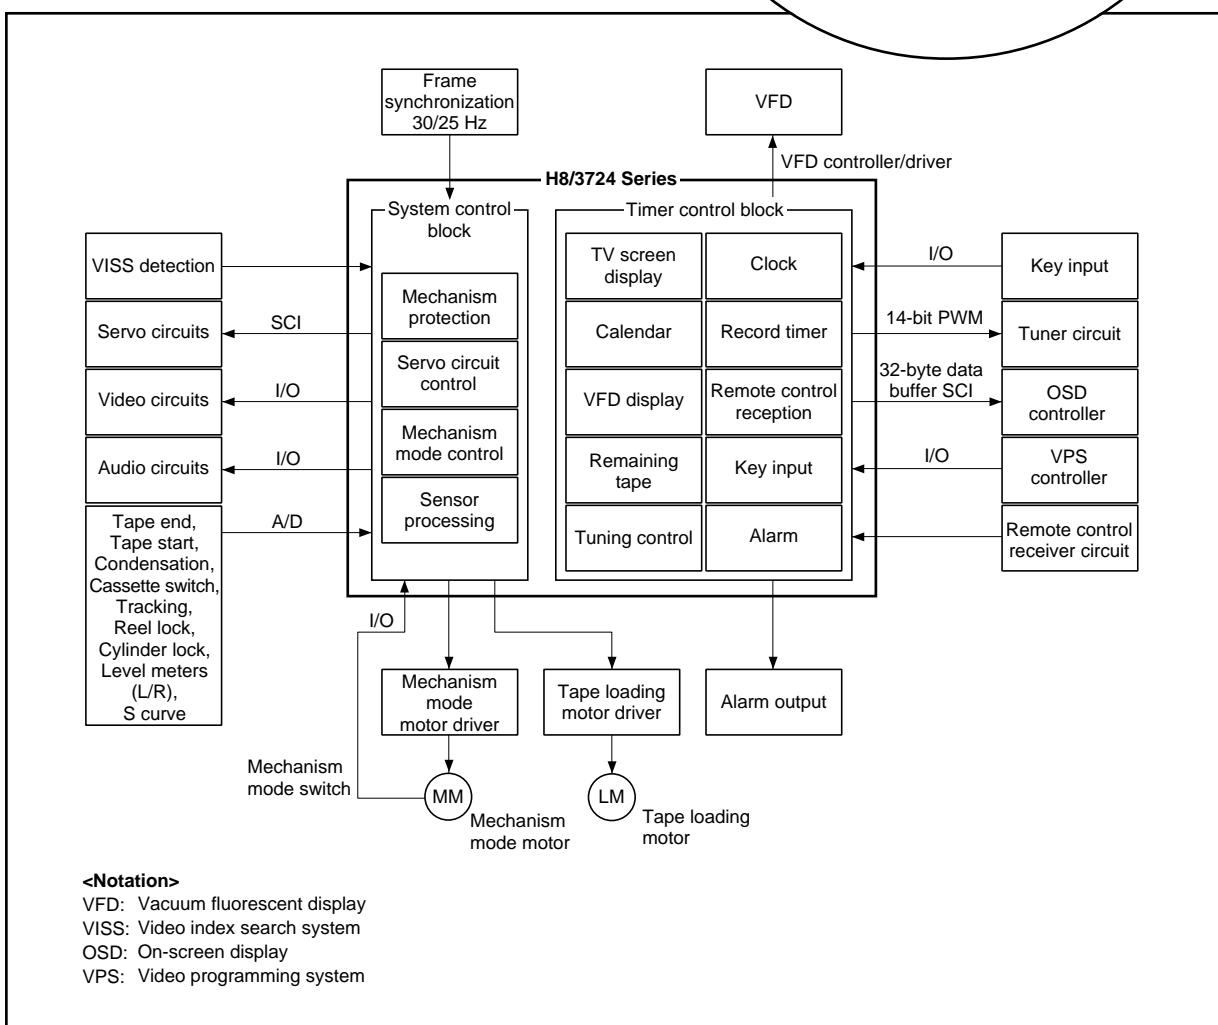 Frame
synchronization
30/25 Hz
VFD
VFD controller/driver
H8/3724 Series
System control
block
Timer control block
VISS detection
Servo circuits
Video circuits
Audio circuits
Tape end,
Tape start,
Condensation,
Cassette switch,
Tracking,
Reel lock,
Cylinder lock,
Level meters
(L/R),
S curve
SCI
I/O
I/O
A/D
Mechanism
protection
Servo circuit
control
Mechanism
mode control
Sensor
processing
TV screen
display
Clock
Calendar
Record timer
VFD display
Remote control
reception
Remaining
tape
Key input
Tuning control
Alarm
I/O
14-bit PWM
32-byte data
buffer SCI
I/O
Key input
Tuner circuit
OSD
controller
VPS
controller
Remote control
receiver circuit
I/O
Mechanism
mode
motor driver
Tape loading
motor driver
Alarm output
Mechanism
mode switch
MM
Mechanism
mode motor
LM
Tape loading
motor
<Notation>
VFD: Vacuum fluorescent display
VISS: Video index search system
OSD: On-screen display
VPS: Video programming system